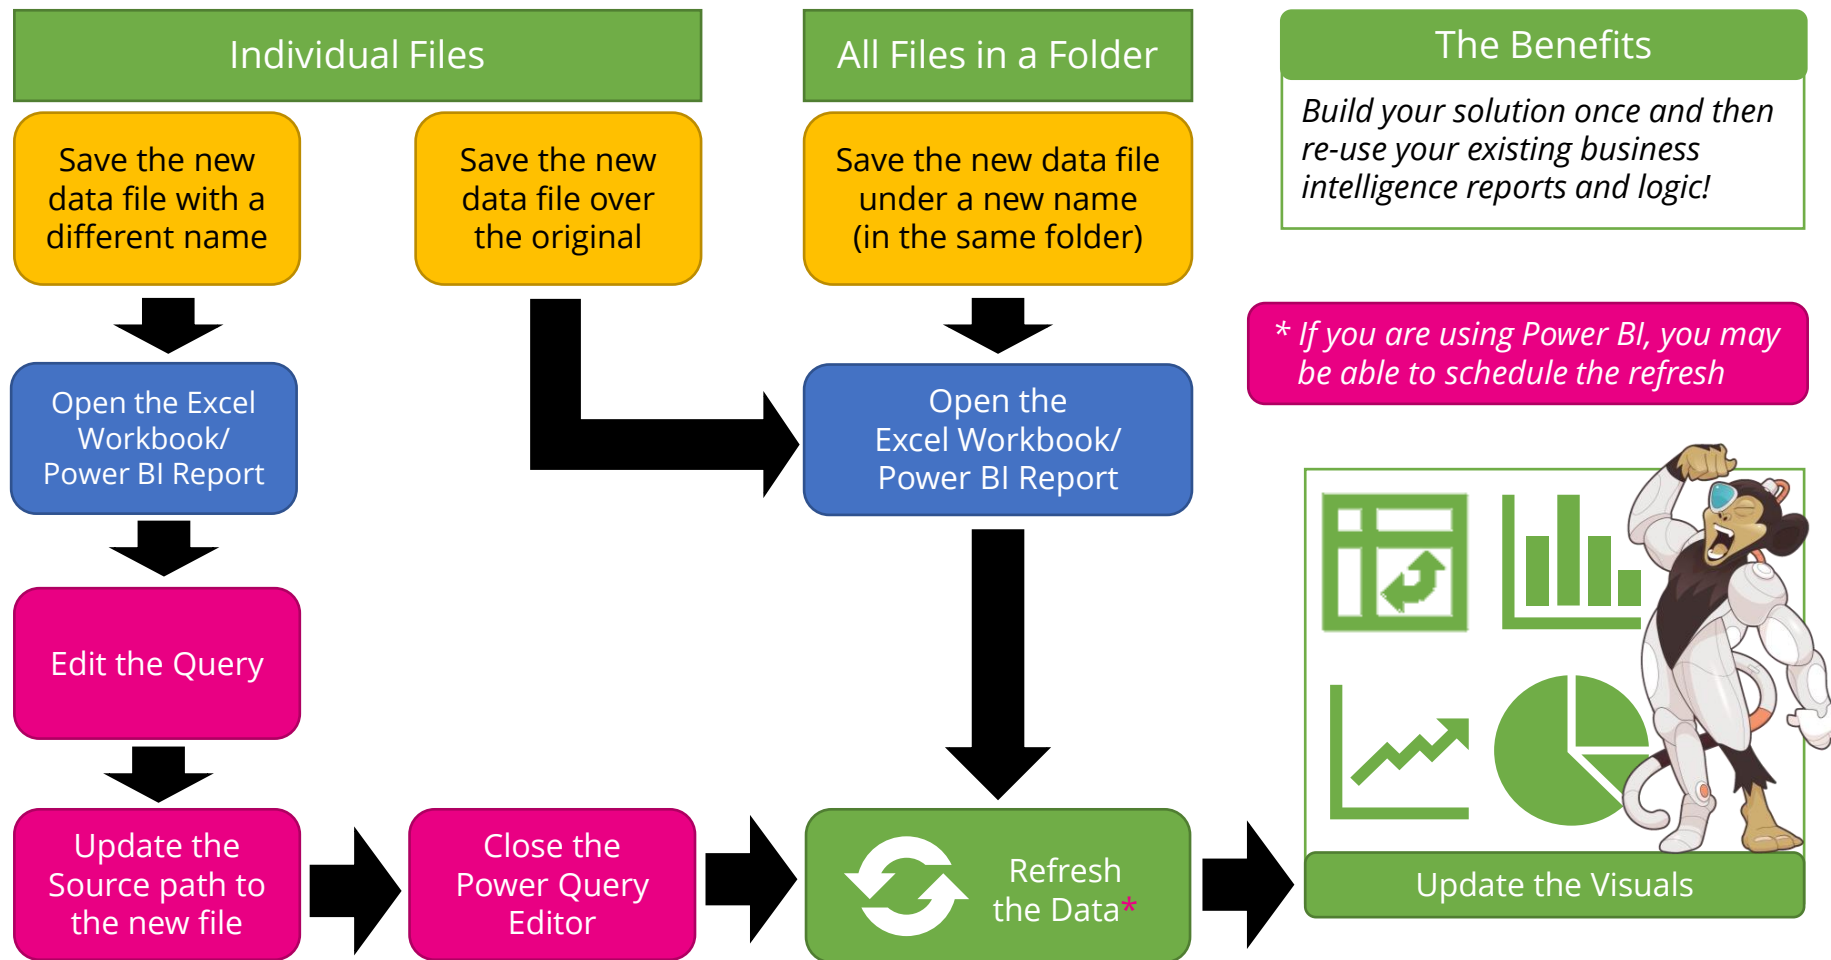 Individual Files
All Files in a Folder
The Benefits
Build your solution once and then
re-use your existing business
intelligence reports and logic!
Save the new
data file with a
different name
Save the new
data file over
the original
Save the new data file
under a new name
(in the same folder)
* If you are using Power BI, you may
be able to schedule the refresh
Open the Excel
Workbook/
Power BI Report
Open the
Excel Workbook/
Power BI Report
Edit the Query
Update the
Source path to
the new file
Close the
Power Query
Editor
Refresh
the Data*
Update the Visuals